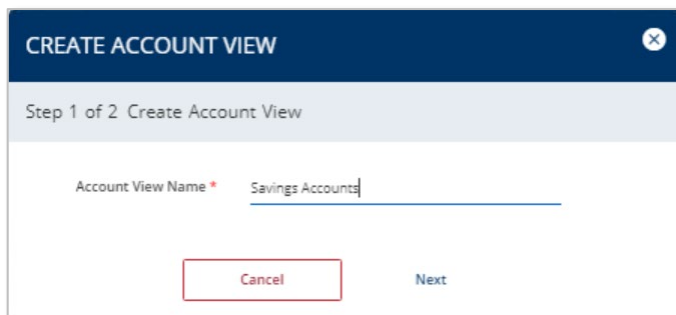 CREATE ACCOUNT VIEW
Step 1 of 2 Create Account View
Account View Name * Savings Accounts
Cancel Next